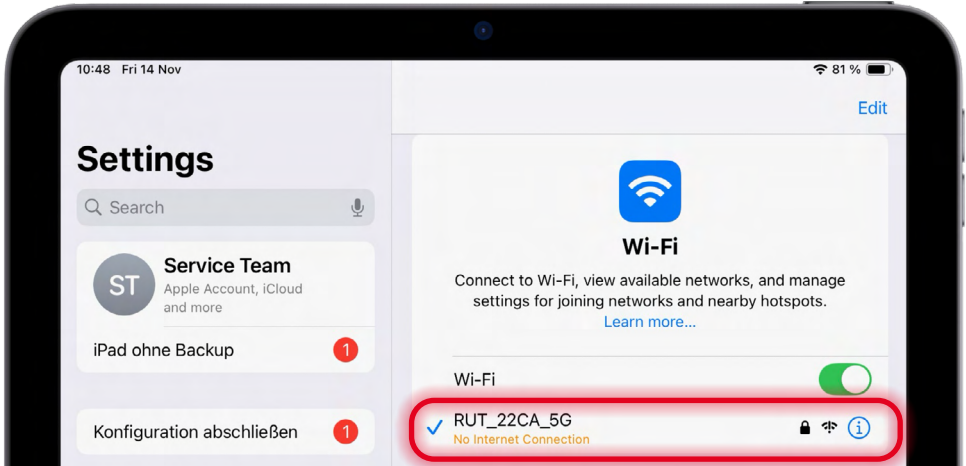 10:48 Fri 14 Nov
81 %
Edit
Settings
Search
ST
Service Team
Apple Account, iCloud
and more
iPad ohne Backup
1
Konfiguration abschließen
1
Wi-Fi
Connect to Wi-Fi, view available networks, and manage
settings for joining networks and nearby hotspots.
Learn more...
Wi-Fi
RUT_22CA_5G
No Internet Connection